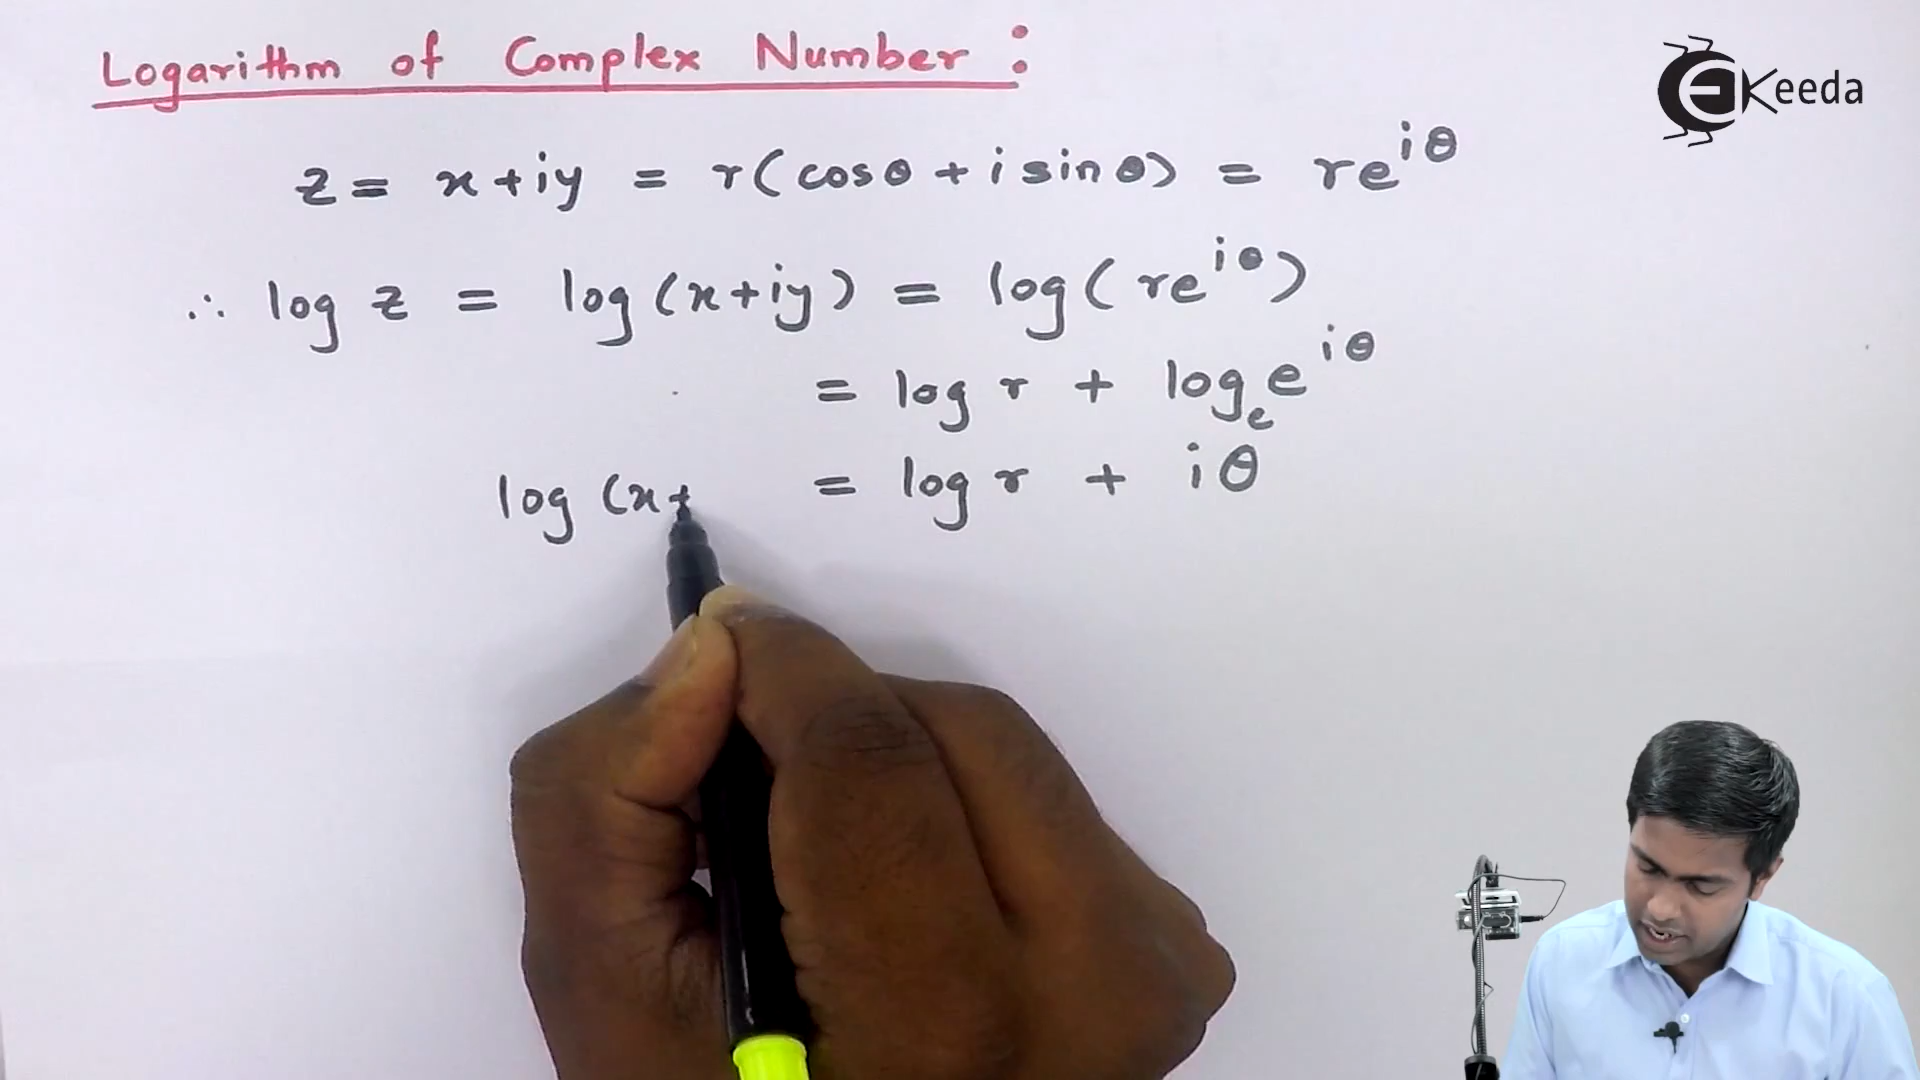 Logarithm of Complex Number :
EKeeda
z = x+iy = r(cosθ + i sinθ) = re^{iθ}
∴ log z = log(x+iy) = log(re^{iθ})
= log r + log_e e^{iθ}
log (x+ = log r + iθ